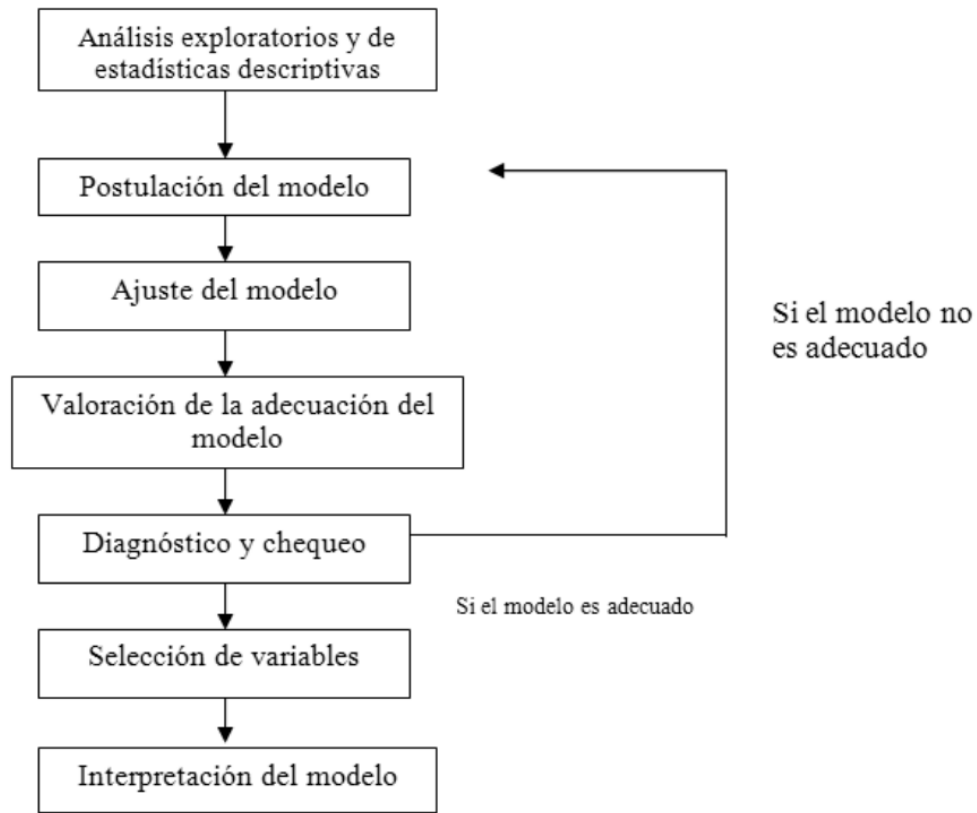 Análisis exploratorios y de
estadísticas descriptivas
Postulación del modelo
Ajuste del modelo
Valoración de la adecuación del
modelo
Diagnóstico y chequeo
Si el modelo no
es adecuado
Si el modelo es adecuado
Selección de variables
Interpretación del modelo